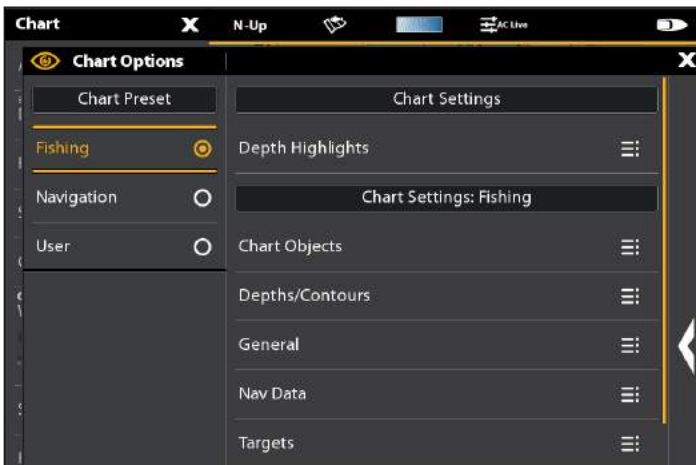 Chart
N-Up
AC Live
Chart Options
Chart Preset
Chart Settings
Fishing
Depth Highlights
Navigation
Chart Settings: Fishing
User
Chart Objects
Depths/Contours
General
Nav Data
Targets